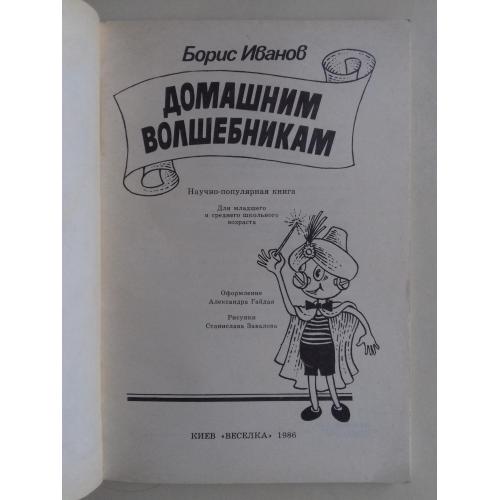 Борис Иванов
ДОМАШНИМ
ВОЛШЕБНИКАМ
Научно-популярная книга
Для младшего
и среднего школьного
возраста
Оформление
Александра Гайдая
Рисунки
Станислава Завалова
КИЕВ «ВЕСЕЛКА» 1986